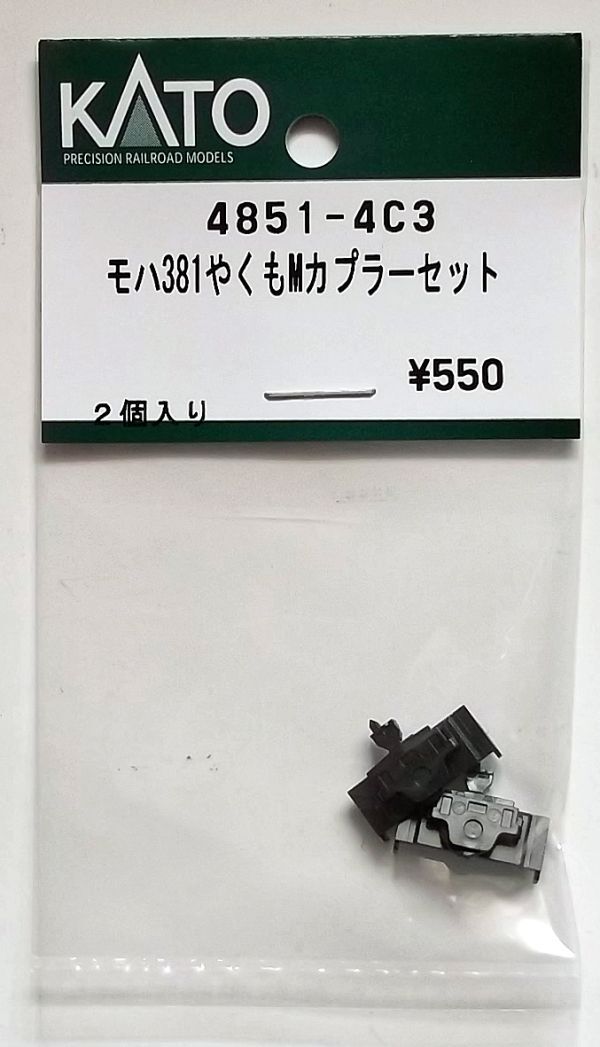 KATO
PRECISION RAILROAD MODELS
4851-4C3
モハ381やくもMカプラーセット
¥550
2個入り